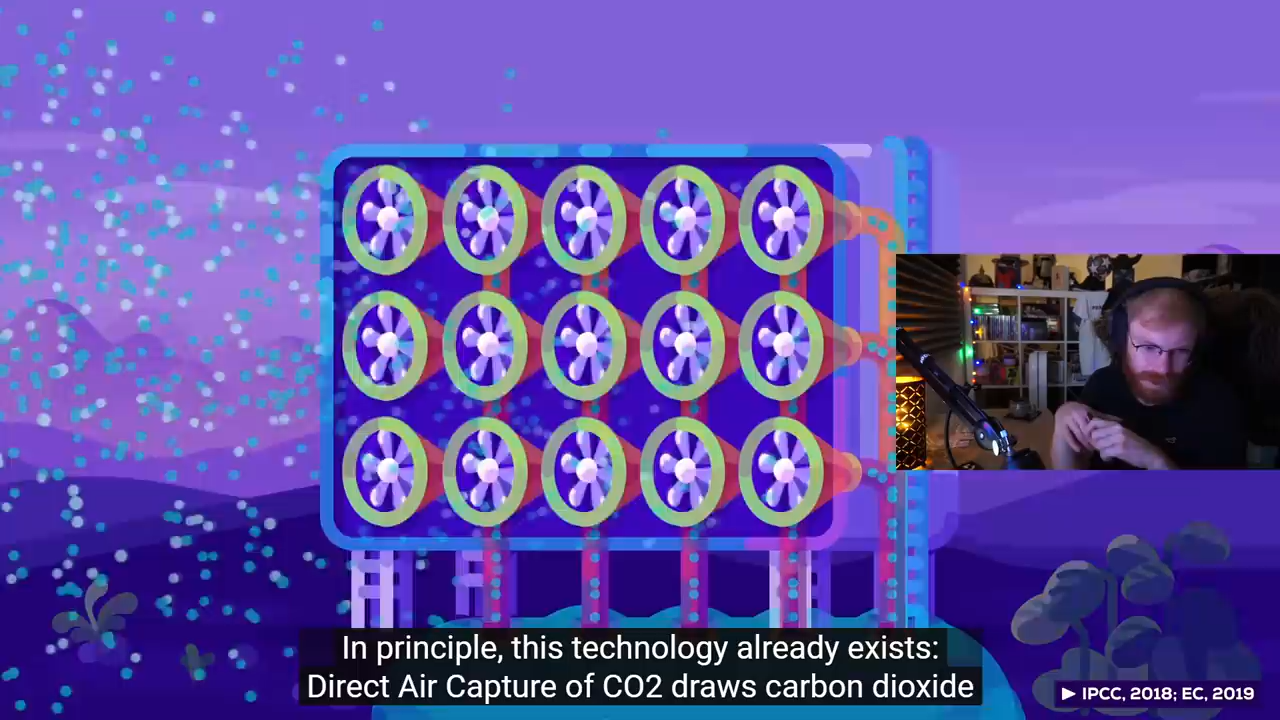 In principle, this technology already exists:
Direct Air Capture of CO2 draws carbon dioxide
▶ IPCC, 2018; EC, 2019